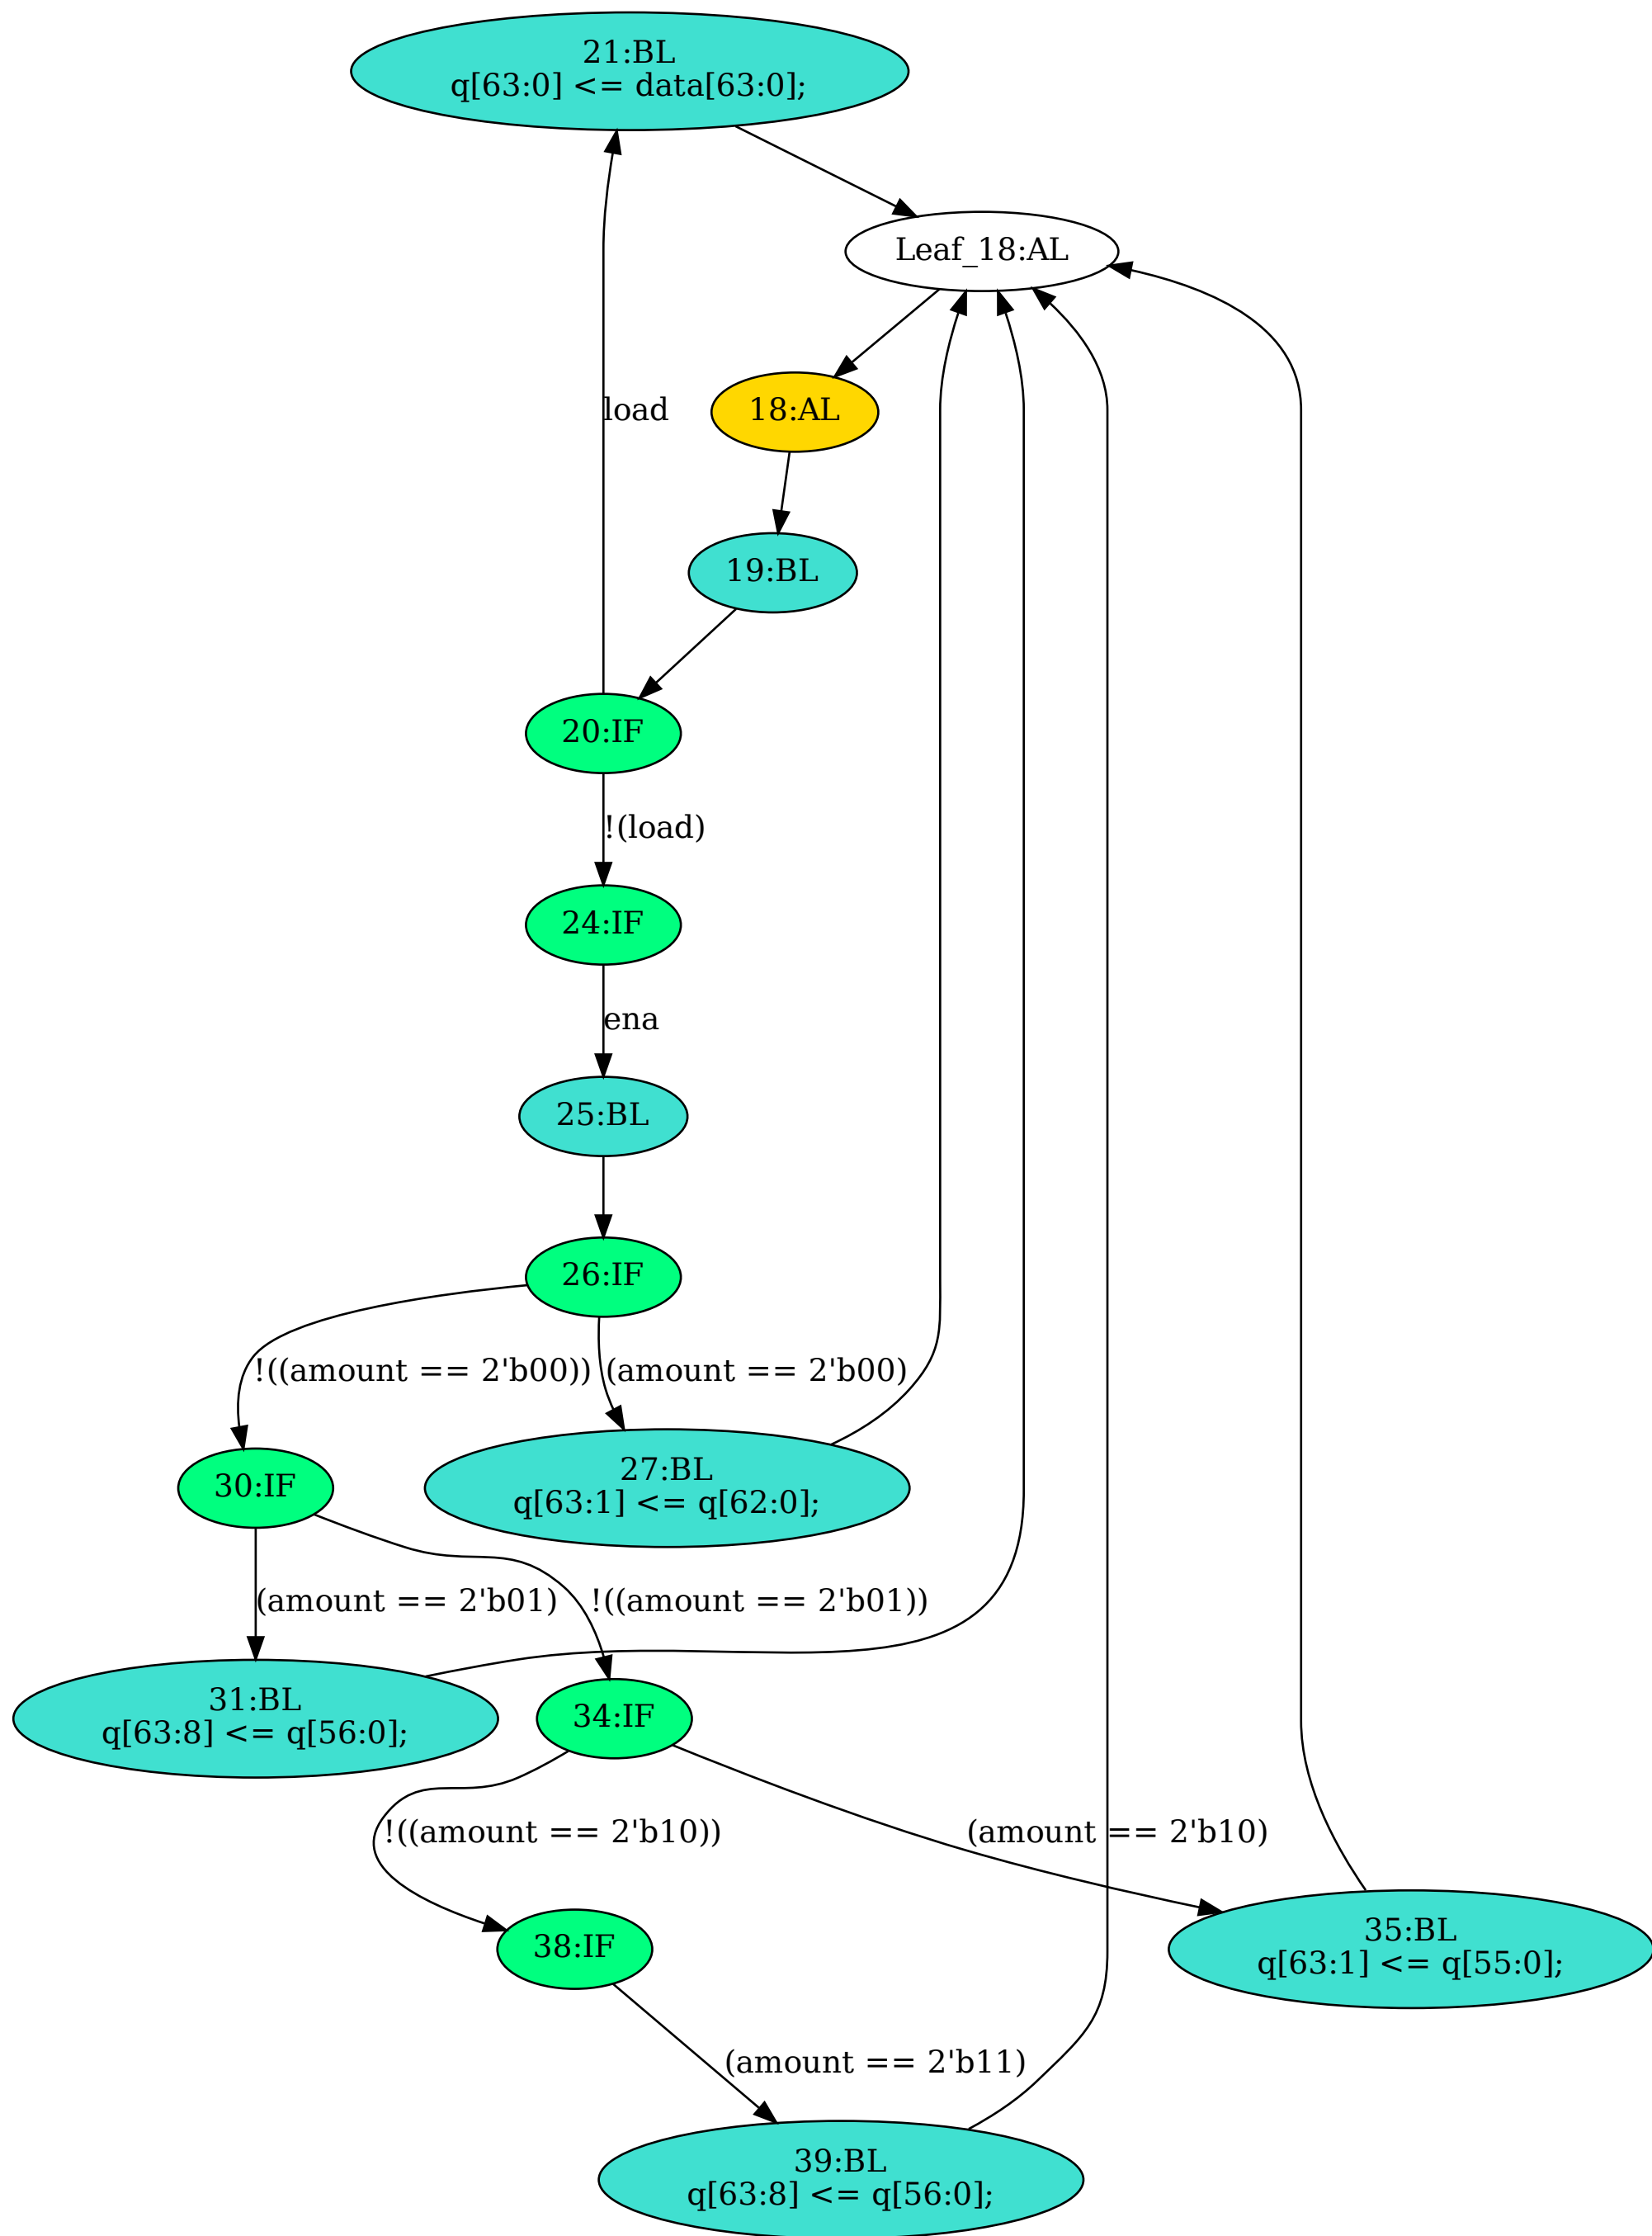 21:BL
q[63:0] <= data[63:0];
Leaf_18:AL
load
18:AL
19:BL
20:IF
!(load)
24:IF
ena
25:BL
26:IF
!((amount == 2'b00))
(amount == 2'b00)
30:IF
27:BL
q[63:1] <= q[62:0];
(amount == 2'b01)
!((amount == 2'b01))
31:BL
q[63:8] <= q[56:0];
34:IF
!((amount == 2'b10))
(amount == 2'b10)
38:IF
35:BL
q[63:1] <= q[55:0];
(amount == 2'b11)
39:BL
q[63:8] <= q[56:0];